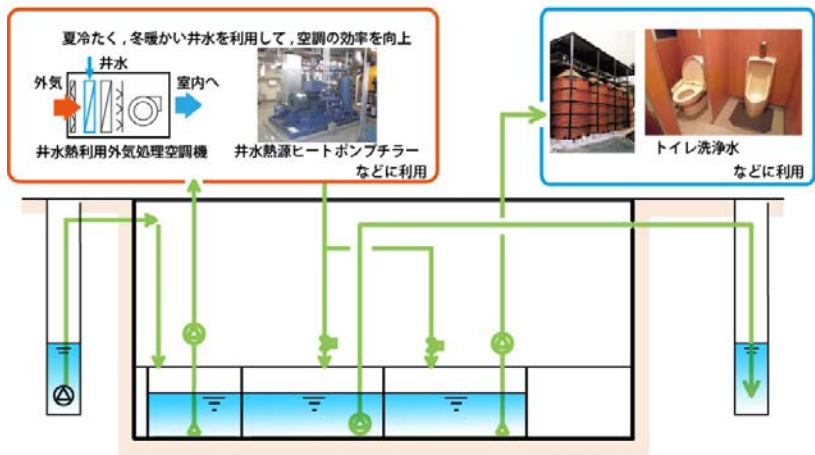 夏冷たく,冬暖かい井水を利用して,空調の効率を向上
井水
外気
室内へ
井水熱利用外気処理空調機
井水熱源ヒートポンプチラー
などに利用
トイレ洗浄水
などに利用